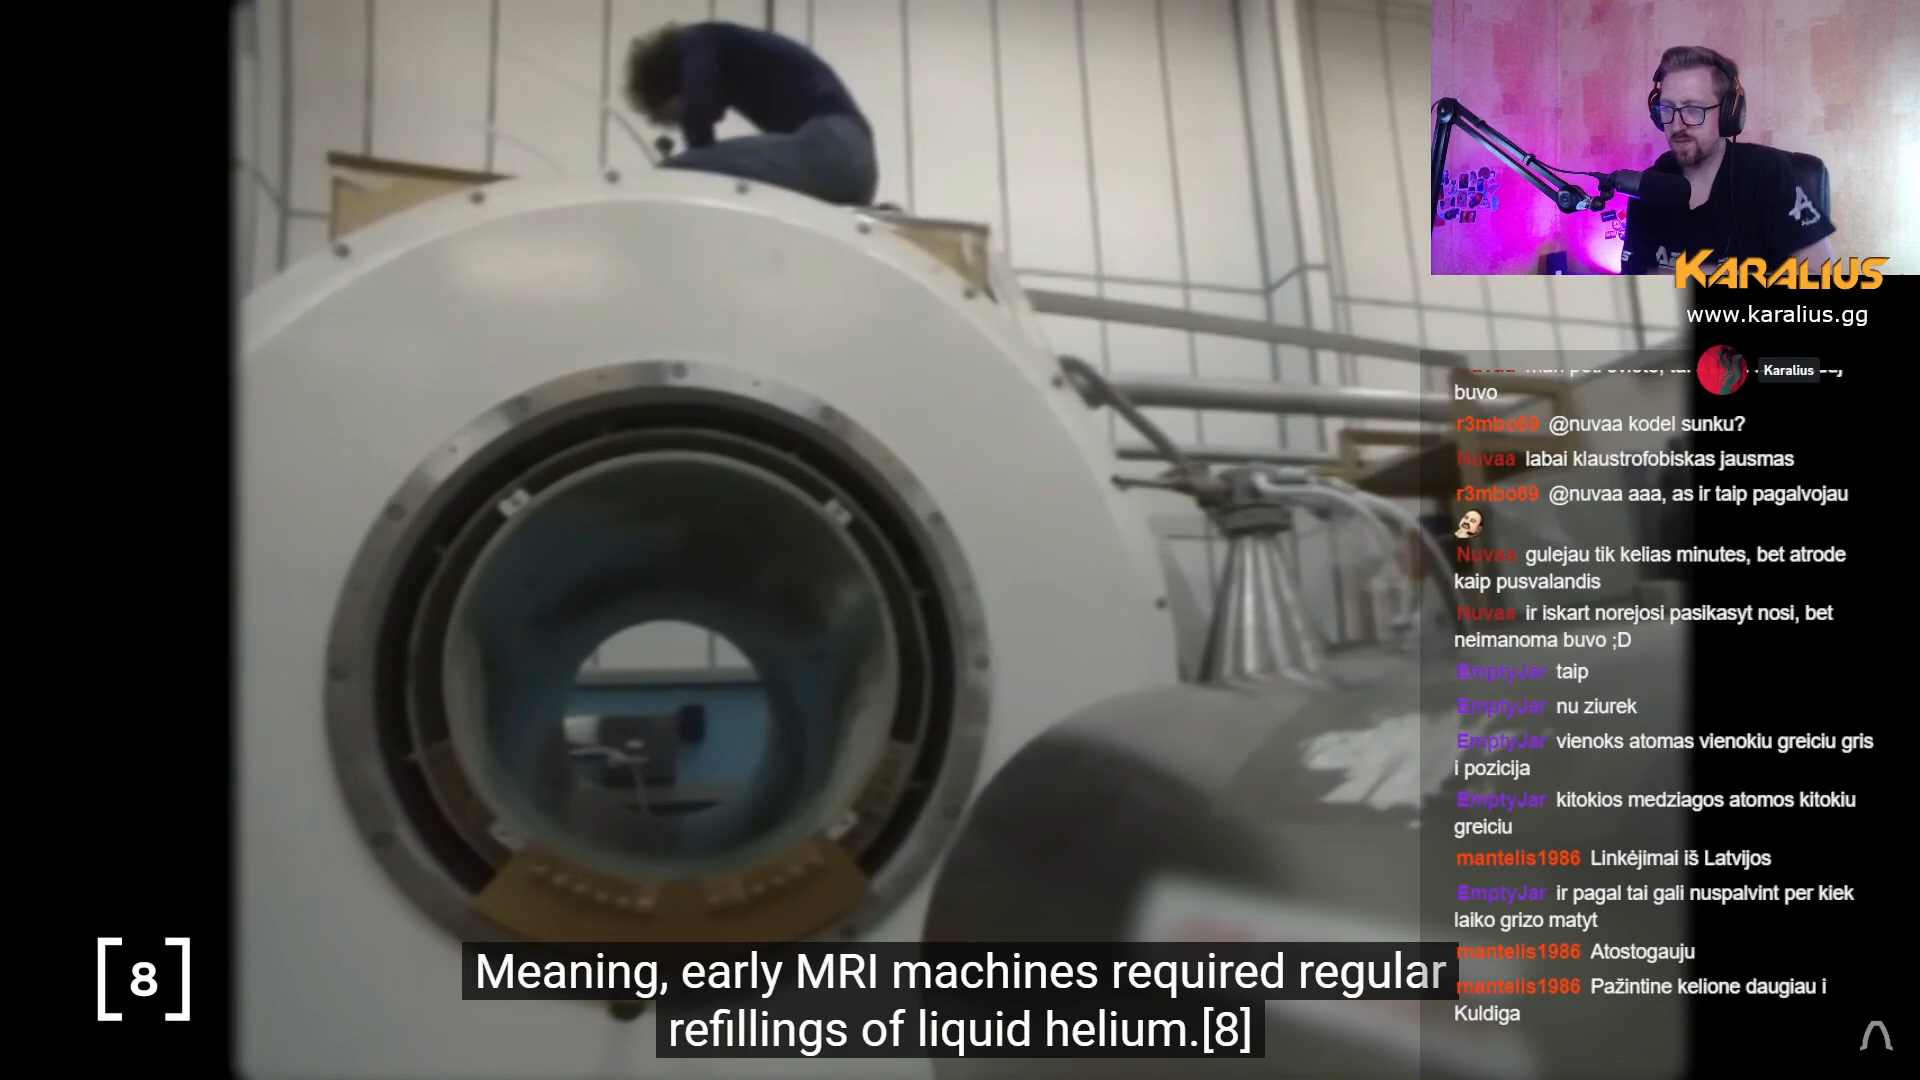 KARALIUS
www.karalius.gg
Karalius
buvo
r3mbo69 @nuvaa kodel sunku?
Nuvaa labai klaustrofobiskas jausmas
r3mbo69 @nuvaa aaa, as ir taip pagalvojau
Nuvaa gulejau tik kelias minutes, bet atrode
kaip pusvalandis
Nuvaa ir iskart norejosi pasikasyt nosi, bet
neimanoma buvo ;D
EmptyJar taip
EmptyJar nu ziurek
EmptyJar vienoks atomas vienokiu greiciu gris
i pozicija
EmptyJar kitokios medziagos atomos kitokiu
greiciu
mantelis1986 Linkėjimai iš Latvijos
EmptyJar ir pagal tai gali nuspalvint per kiek
laiko grizo matyt
mantelis1986 Atostogauju
mantelis1986 Pažintine kelione daugiau i
Kuldiga
[8]
Meaning, early MRI machines required regular
refillings of liquid helium.[8]